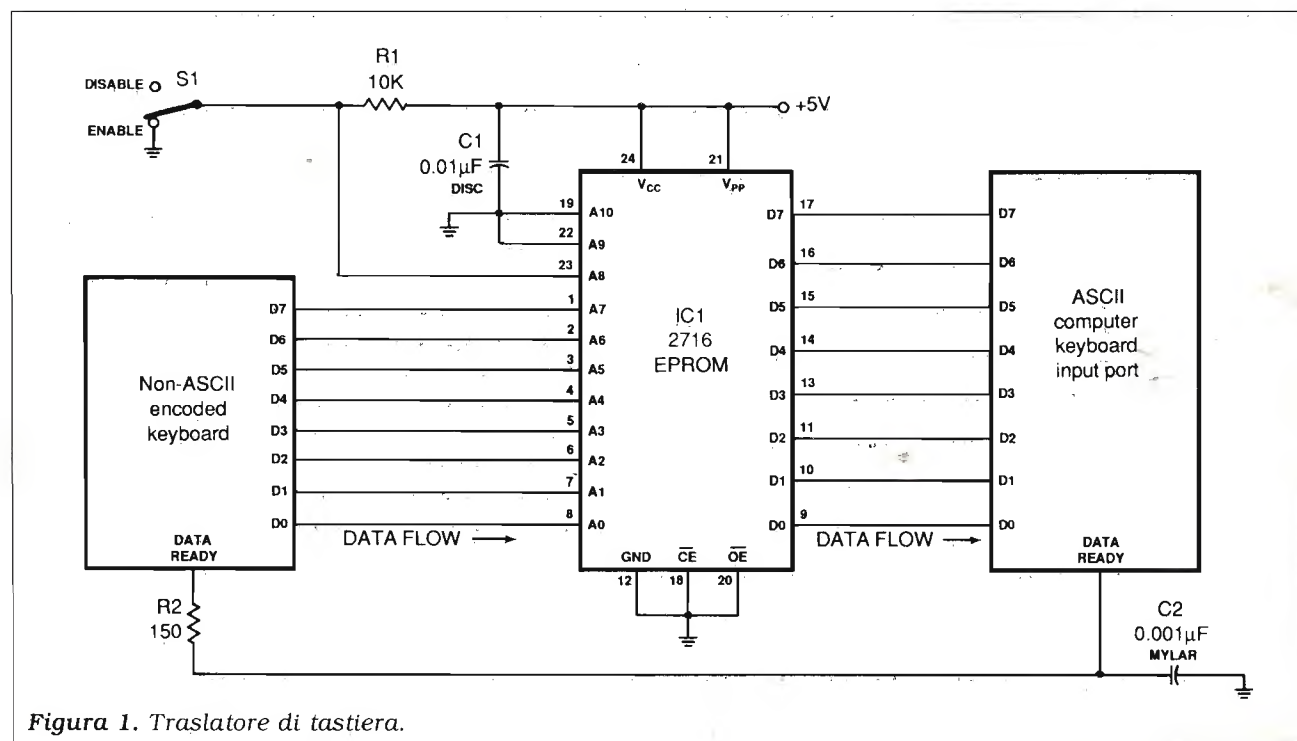 DISABLE
S1
ENABLE
R1
10K
+5V
C1
0.01µF
DISC
24
21
VCC
VPP
19
A10
22
A9
23
A8
1
A7
2
A6
3
A5
4
A4
5
A3
6
A2
7
A1
8
A0
IC1
2716
EPROM
D7
17
D6
16
D5
15
D4
14
D3
13
D2
11
D1
10
D0
9
GND
CE
OE
12
18
20
D7
D6
D5
D4
D3
D2
D1
D0
Non-ASCII
encoded
keyboard
DATA
READY
DATA FLOW →
DATA FLOW →
D7
D6
D5
D4
D3
D2
D1
D0
ASCII
computer
keyboard
input port
DATA
READY
R2
150
C2
0.001µF
MYLAR
Figura 1. Traslatore di tastiera.